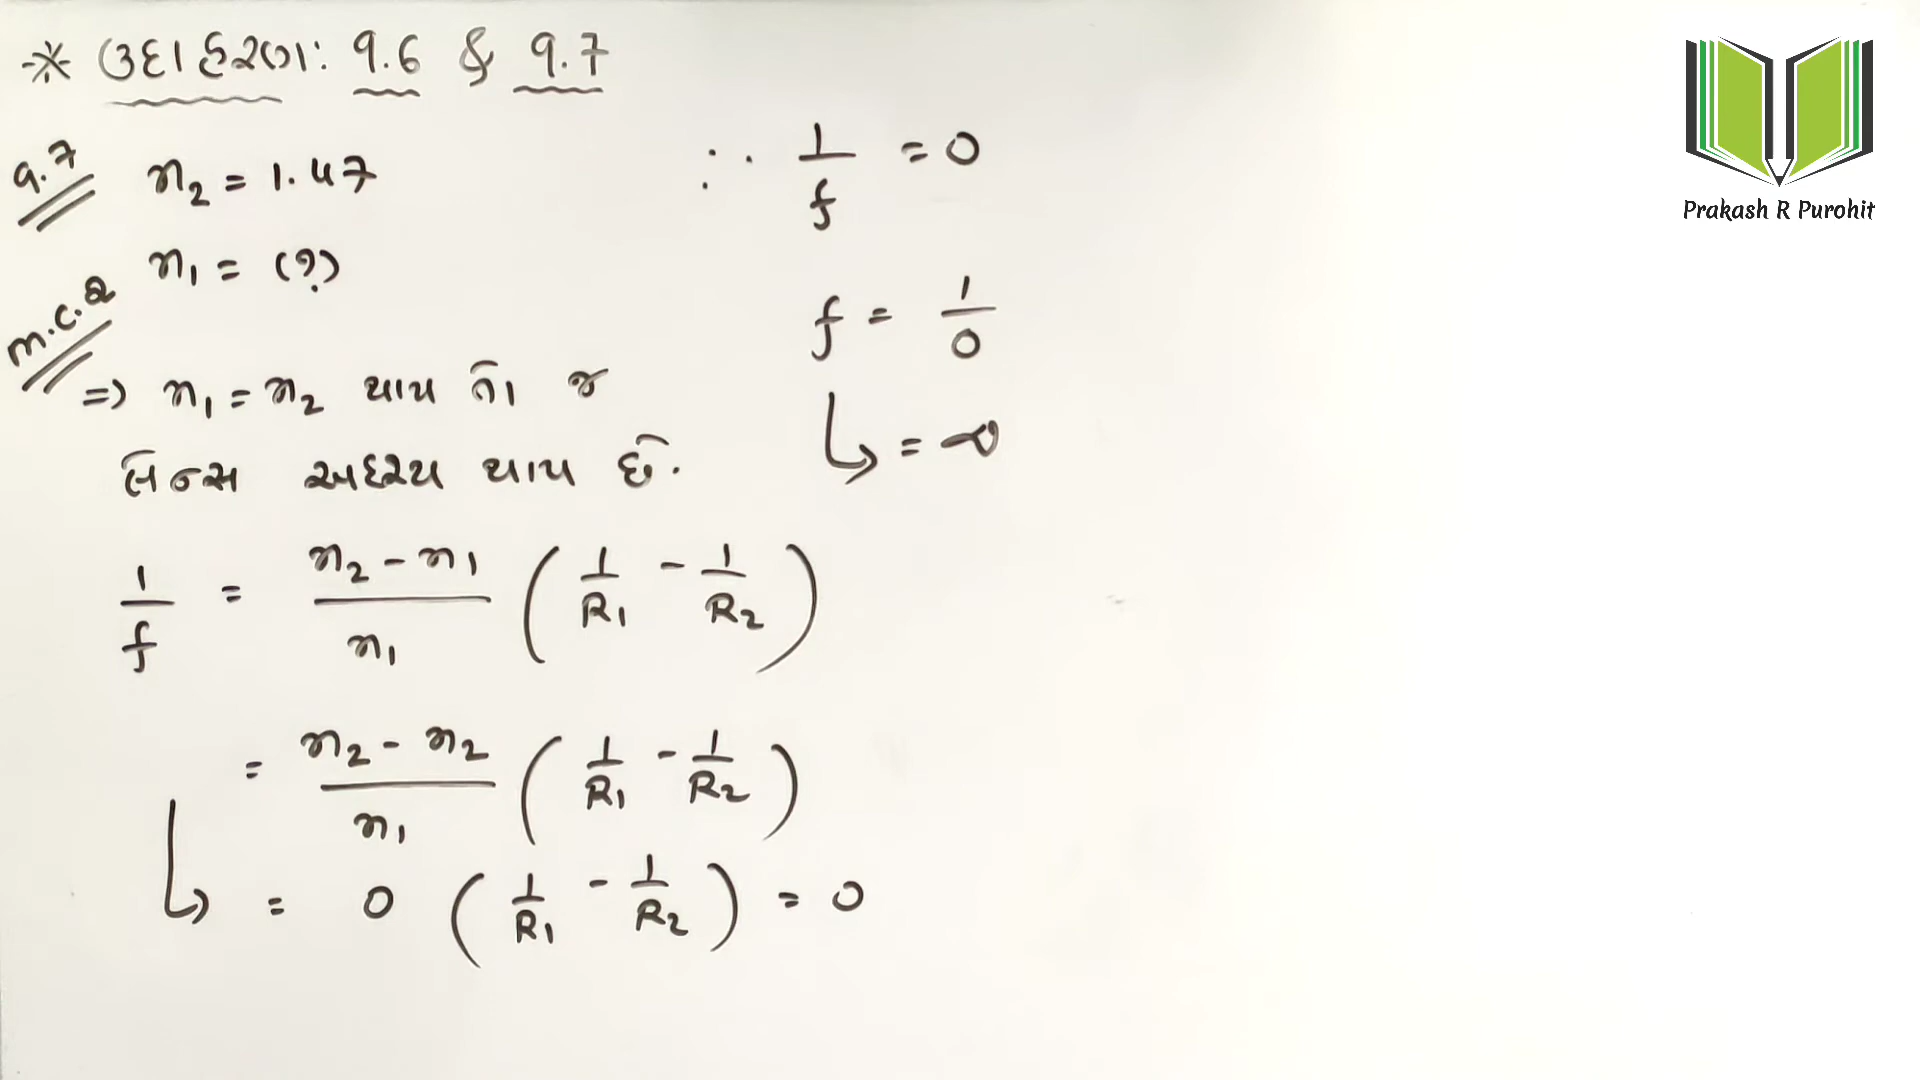 * ઉદાહરણ: 9.6 & 9.7
9.7
n₂ = 1.47
n₁ = (?)
M.C.Q
=> n₁ = n₂ થાય તો જ
લેન્સ અદૃશ્ય થાય છે.
1/f = (n₂ - n₁)/n₁ (1/R₁ - 1/R₂)
= (n₂ - n₂)/n₁ (1/R₁ - 1/R₂)
↳ = 0 (1/R₁ - 1/R₂) = 0
∴ 1/f = 0
f = 1/0
↳ = ∞
Prakash R Purohit